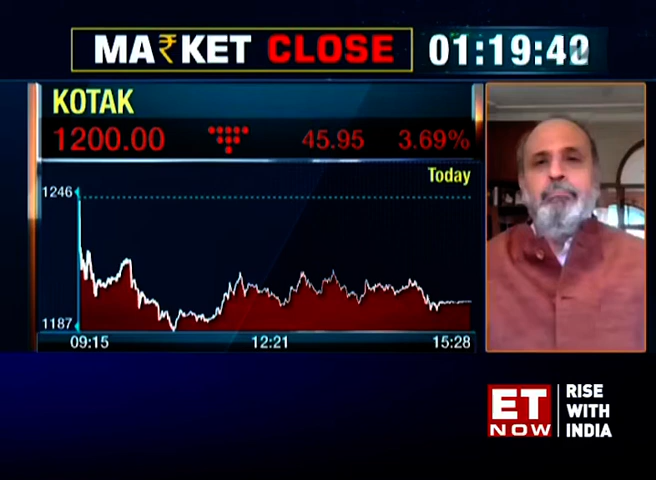 MA₹KET CLOSE 01:19:42
KOTAK
1200.00 45.95 3.69%
Today
1246
1187
09:15 12:21 15:28
ET
NOW
RISE
WITH
INDIA